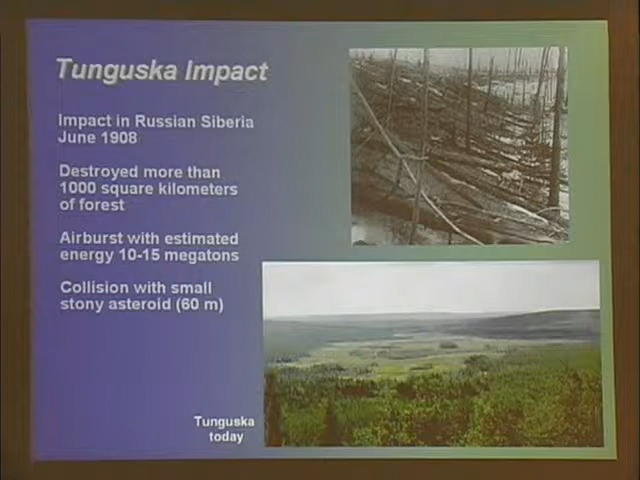 Tunguska Impact
Impact in Russian Siberia
June 1908
Destroyed more than
1000 square kilometers
of forest
Airburst with estimated
energy 10-15 megatons
Collision with small
stony asteroid (60 m)
Tunguska
today